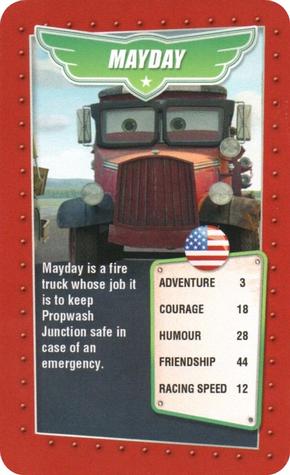 MAYDAY
Mayday is a fire
truck whose job it
is to keep
Propwash
Junction safe in
case of an
emergency.
ADVENTURE 3
COURAGE 18
HUMOUR 28
FRIENDSHIP 44
RACING SPEED 12